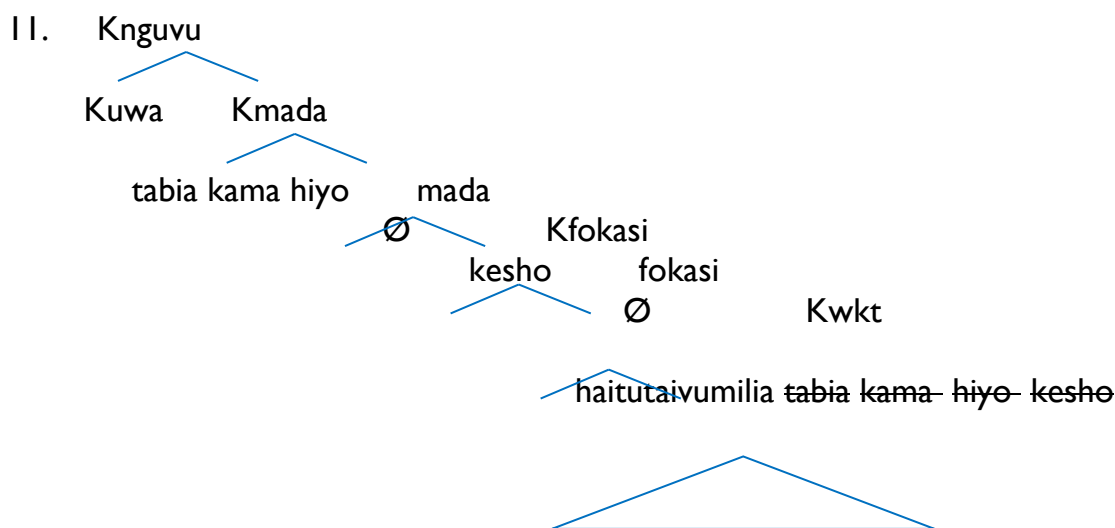 11. Knguvu
Kuwa Kmada
tabia kama hiyo mada
Ø Kfokasi
kesho fokasi
Ø Kwkt
haitutaivumilia tabia kama hiyo kesho